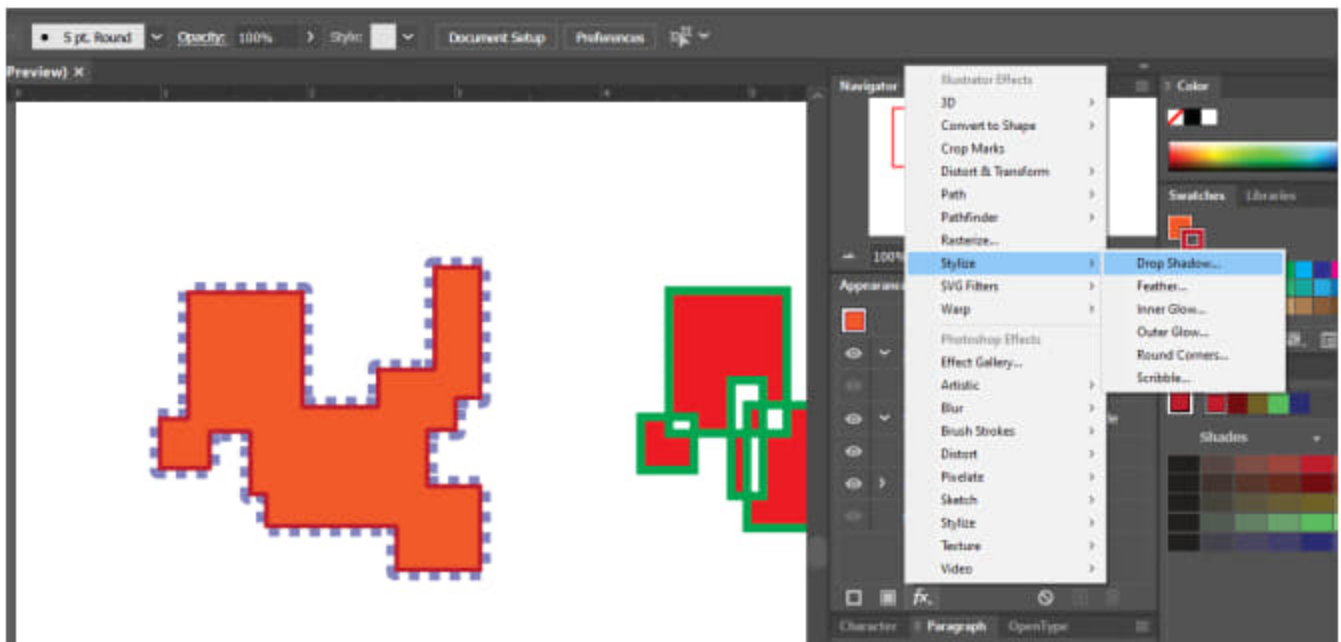 5 pt. Round Opacity: 100% Style: Document Setup Preferences
Preview) ×
Navigator
Color
Swatches Libraries
100%
Appearance
Illustrator Effects
3D
Convert to Shape
Crop Marks
Distort & Transform
Path
Pathfinder
Rasterize...
Stylize
SVG Filters
Warp
Photoshop Effects
Effect Gallery...
Artistic
Blur
Brush Strokes
Distort
Pixelate
Sketch
Stylize
Texture
Video
Drop Shadow...
Feather...
Inner Glow...
Outer Glow...
Round Corners...
Scribble...
Shades
fx.
Character Paragraph OpenType